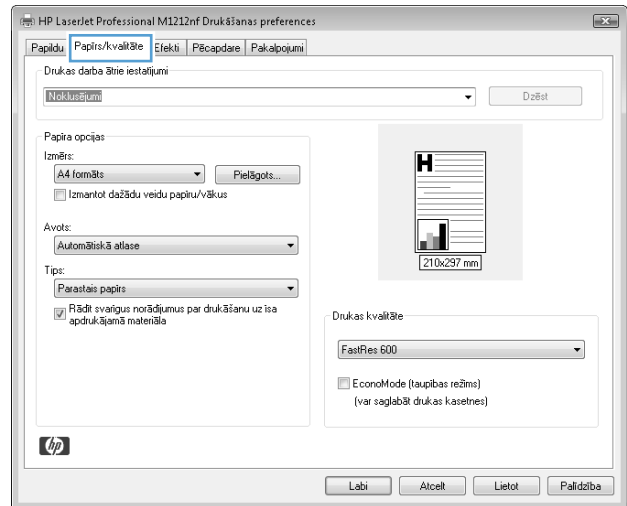 HP LaserJet Professional M1212nf Drukāšanas preferences
Papildu Papīrs/kvalitāte Efekti Pēcapdare Pakalpojumi
Drukas darba ātrie iestatījumi
Noklusējumi Dzēst
Papīra opcijas
Izmērs:
A4 formāts Pielāgots...
Izmantot dažādu veidu papīru/vākus
Avots:
Automātiskā atlase
Tips:
Parastais papīrs
Rādīt svarīgus norādījumus par drukāšanu uz īsa
apdrukājamā materiāla
H
210x297 mm
Drukas kvalitāte
FastRes 600
EconoMode (taupības režīms)
(var saglabāt drukas kasetnes)
hp
Labi Atcelt Lietot Palīdzība